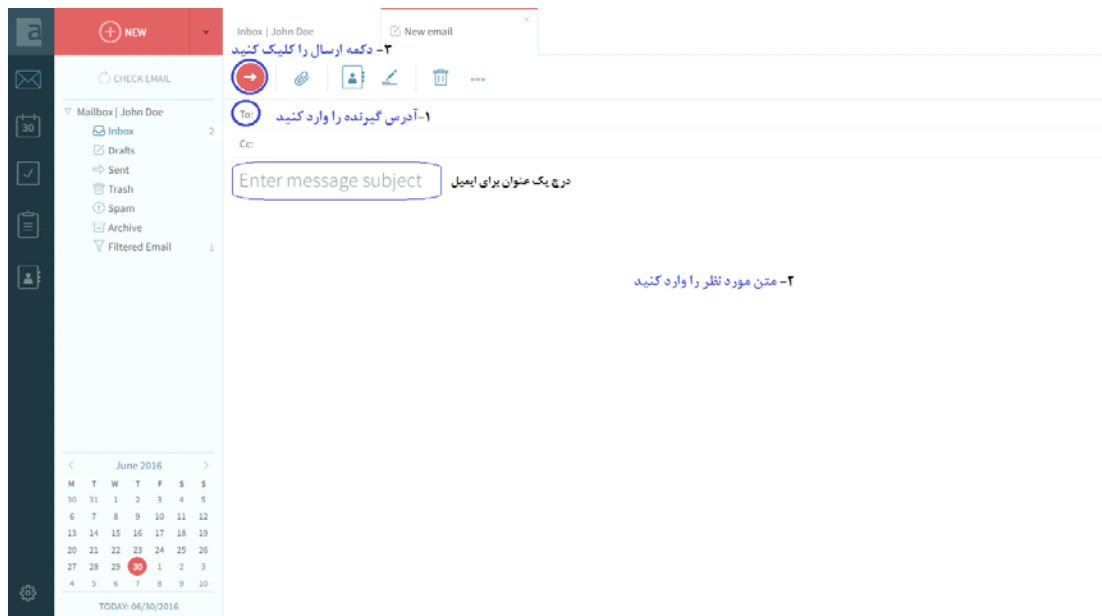 a
NEW
Inbox | John Doe
New email
۳- دکمه ارسال را کلیک کنید
CHECK EMAIL
Mailbox | John Doe
To:
۱-آدرس گیرنده را وارد کنید
30
Inbox 2
Drafts
Cc:
Sent
Trash
Enter message subject
درج یک عنوان برای ایمیل
Spam
Archive
Filtered Email 1
۲- متن مورد نظر را وارد کنید
June 2016
M T W T F S S
30 31 1 2 3 4 5
6 7 8 9 10 11 12
13 14 15 16 17 18 19
20 21 22 23 24 25 26
27 28 29 30 1 2 3
4 5 6 7 8 9 10
TODAY: 06/30/2016